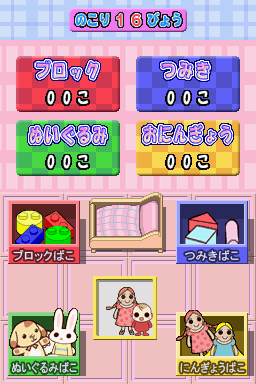 のこり16びょう
ブロック
00こ
つみき
00こ
ぬいぐるみ
00こ
おにんぎょう
00こ
ブロックばこ
つみきばこ
ぬいぐるみばこ
にんぎょうばこ